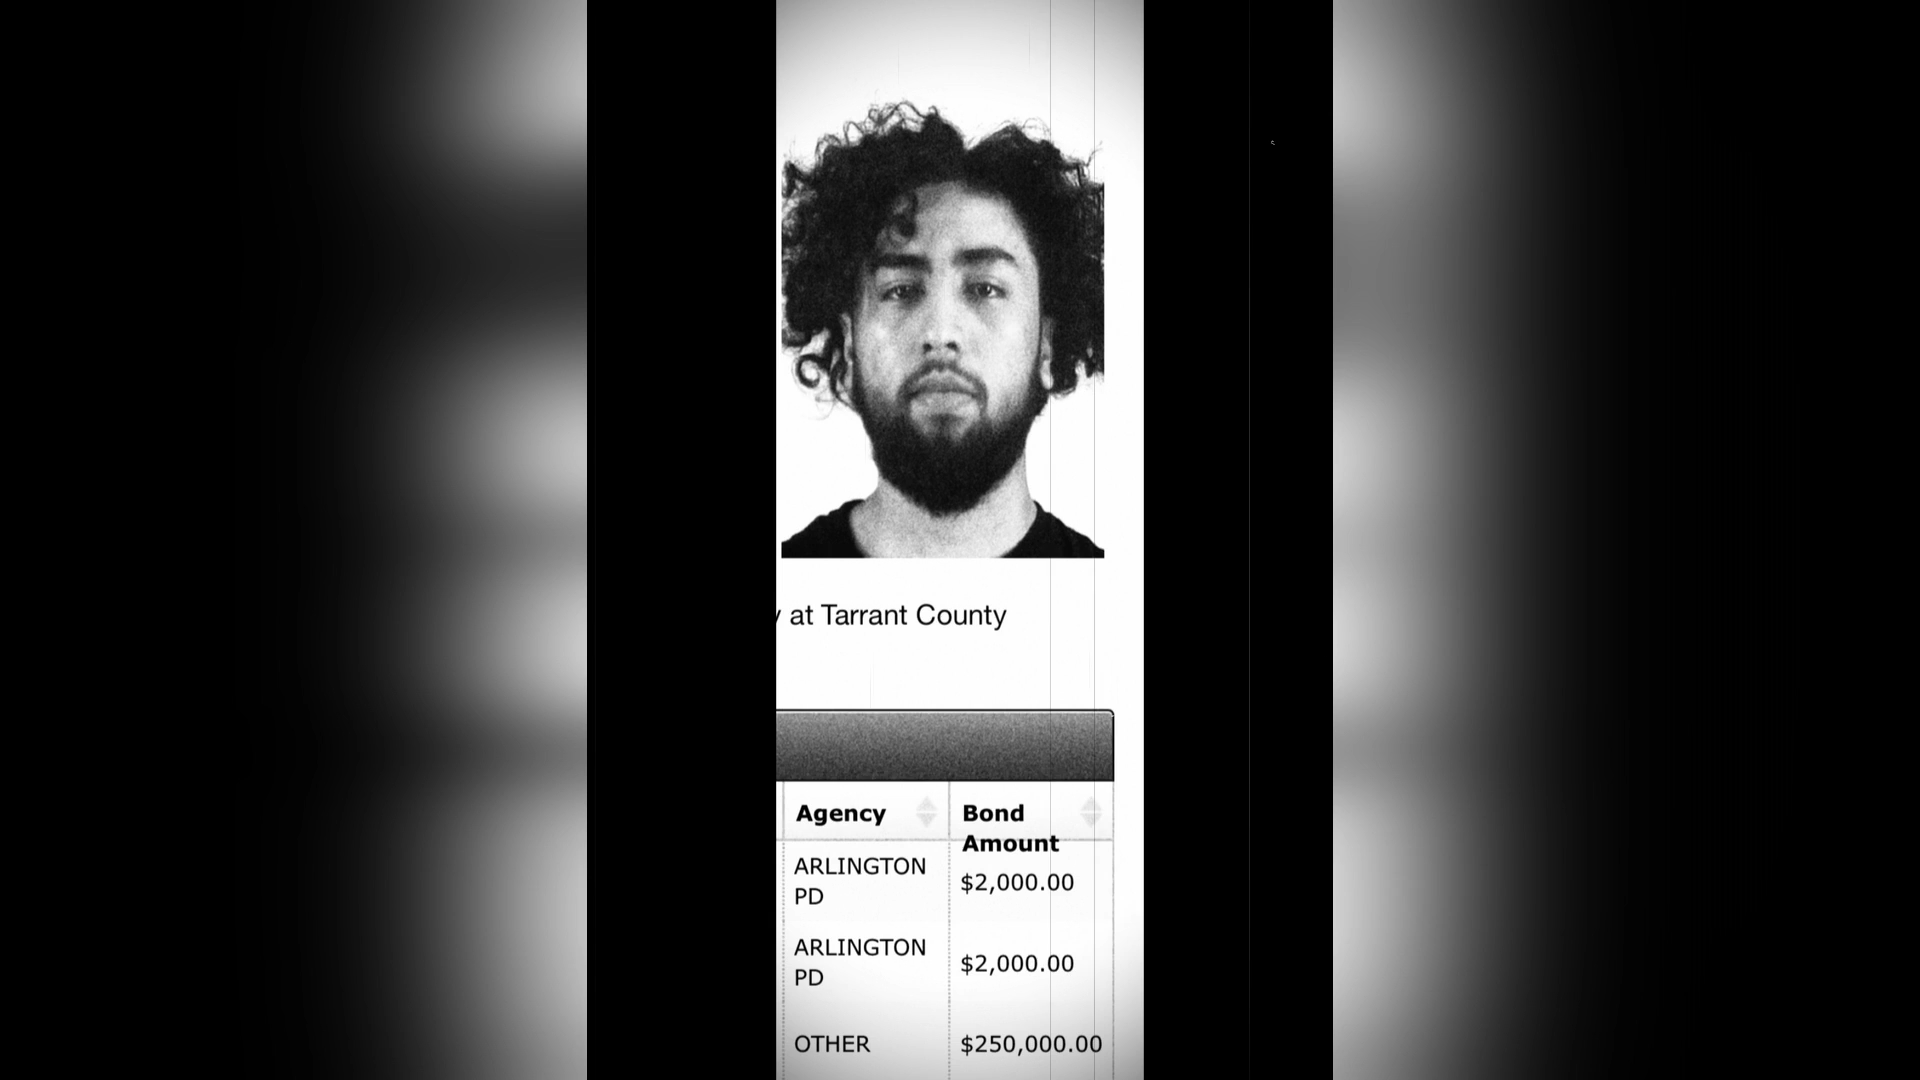 at Tarrant County
Agency
Bond
Amount
ARLINGTON
PD
$2,000.00
ARLINGTON
PD
$2,000.00
OTHER
$250,000.00